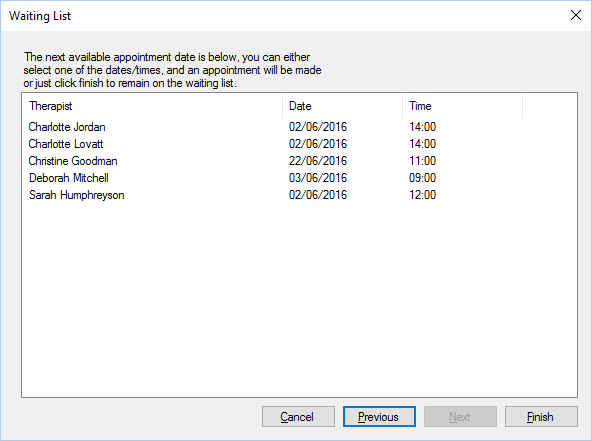 Waiting List
The next available appointment date is below, you can either
select one of the dates/times, and an appointment will be made
or just click finish to remain on the waiting list.
Therapist Date Time
Charlotte Jordan 02/06/2016 14:00
Charlotte Lovatt 02/06/2016 14:00
Christine Goodman 22/06/2016 11:00
Deborah Mitchell 03/06/2016 09:00
Sarah Humphreyson 02/06/2016 12:00
Cancel Previous Next Finish